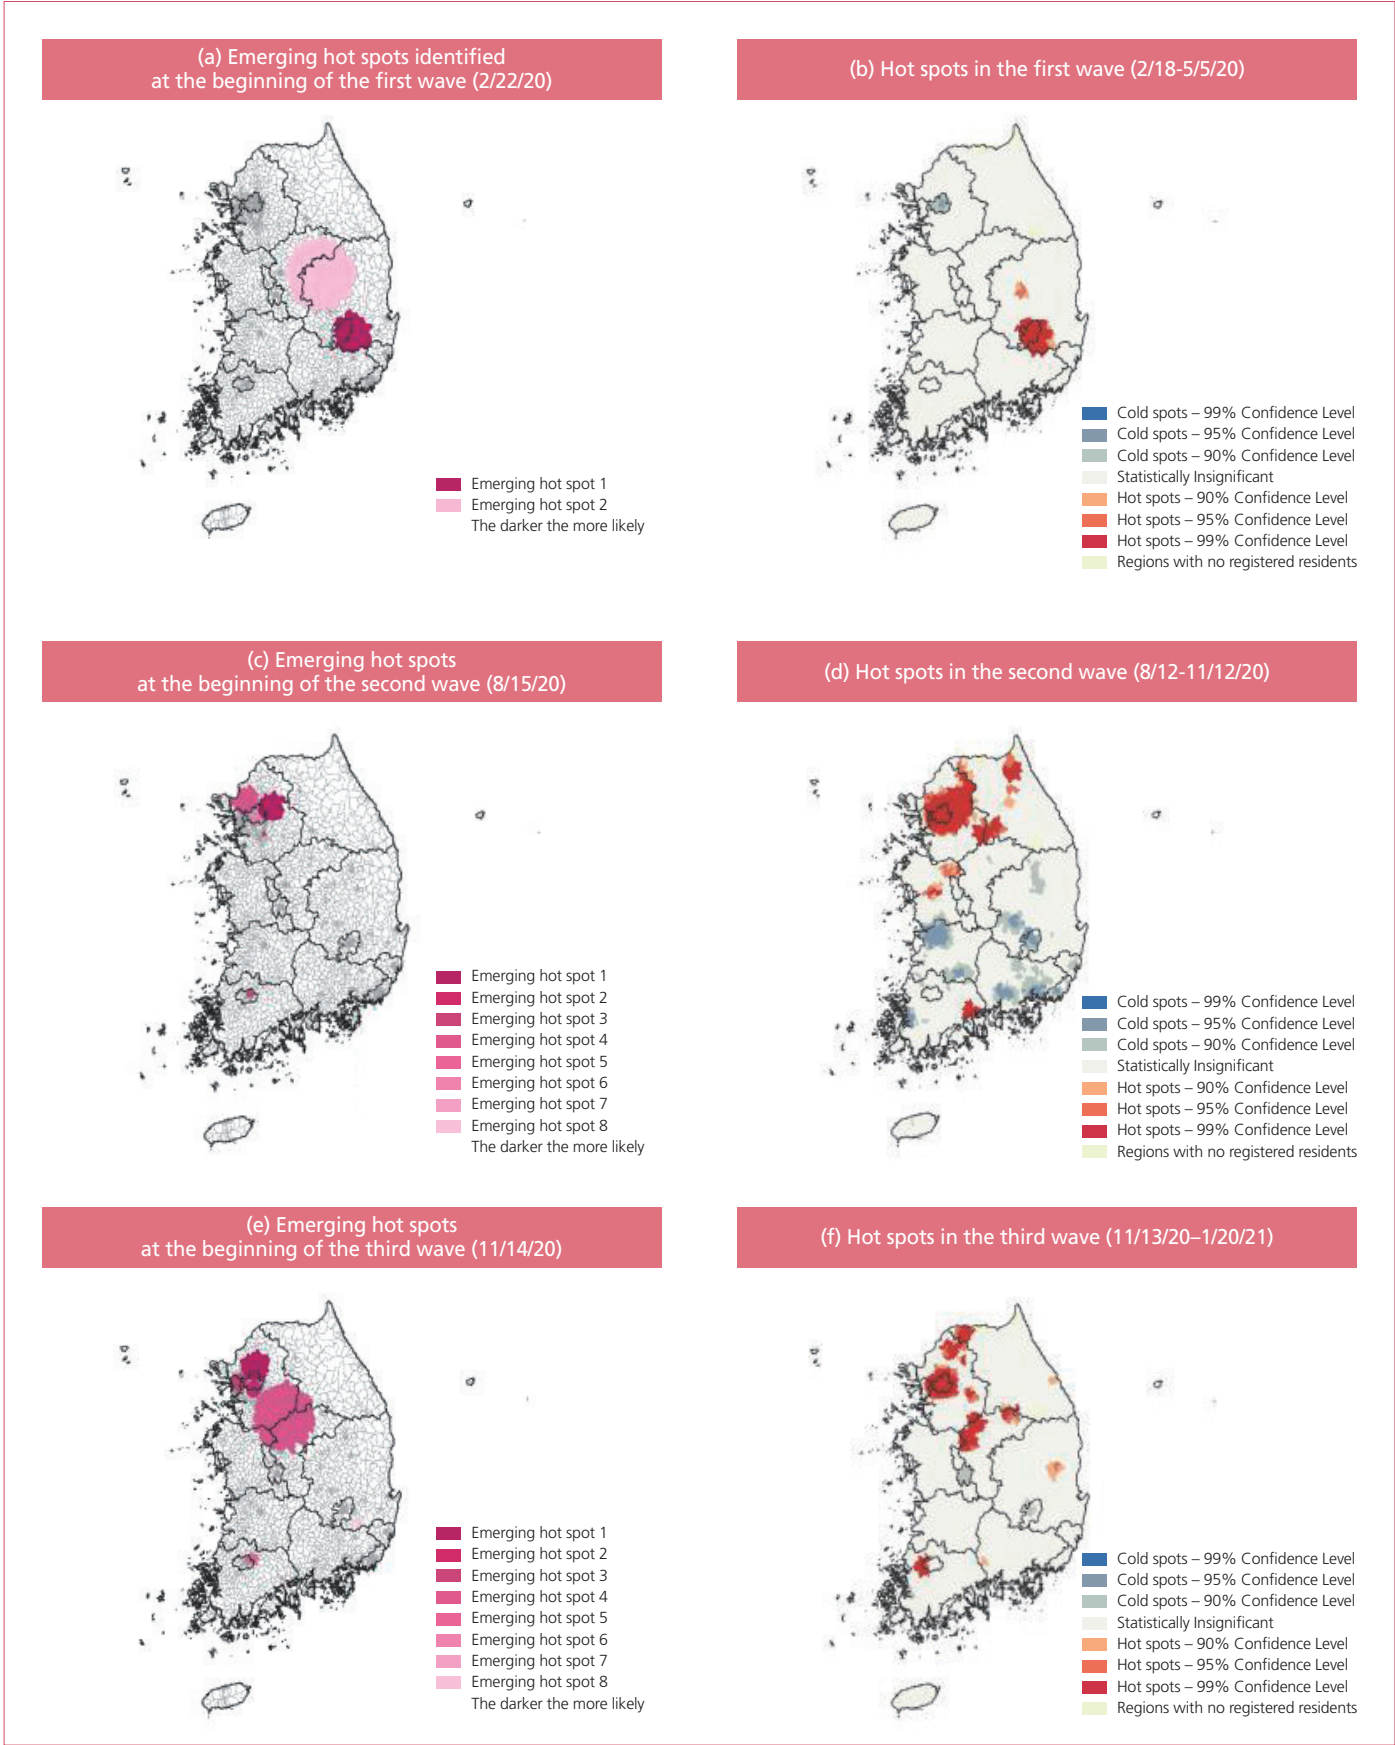 (a) Emerging hot spots identified
at the beginning of the first wave (2/22/20)
Emerging hot spot 1
Emerging hot spot 2
The darker the more likely
(b) Hot spots in the first wave (2/18-5/5/20)
Cold spots – 99% Confidence Level
Cold spots – 95% Confidence Level
Cold spots – 90% Confidence Level
Statistically Insignificant
Hot spots – 90% Confidence Level
Hot spots – 95% Confidence Level
Hot spots – 99% Confidence Level
Regions with no registered residents
(c) Emerging hot spots
at the beginning of the second wave (8/15/20)
Emerging hot spot 1
Emerging hot spot 2
Emerging hot spot 3
Emerging hot spot 4
Emerging hot spot 5
Emerging hot spot 6
Emerging hot spot 7
Emerging hot spot 8
The darker the more likely
(d) Hot spots in the second wave (8/12-11/12/20)
Cold spots – 99% Confidence Level
Cold spots – 95% Confidence Level
Cold spots – 90% Confidence Level
Statistically Insignificant
Hot spots – 90% Confidence Level
Hot spots – 95% Confidence Level
Hot spots – 99% Confidence Level
Regions with no registered residents
(e) Emerging hot spots
at the beginning of the third wave (11/14/20)
Emerging hot spot 1
Emerging hot spot 2
Emerging hot spot 3
Emerging hot spot 4
Emerging hot spot 5
Emerging hot spot 6
Emerging hot spot 7
Emerging hot spot 8
The darker the more likely
(f) Hot spots in the third wave (11/13/20–1/20/21)
Cold spots – 99% Confidence Level
Cold spots – 95% Confidence Level
Cold spots – 90% Confidence Level
Statistically Insignificant
Hot spots – 90% Confidence Level
Hot spots – 95% Confidence Level
Hot spots – 99% Confidence Level
Regions with no registered residents